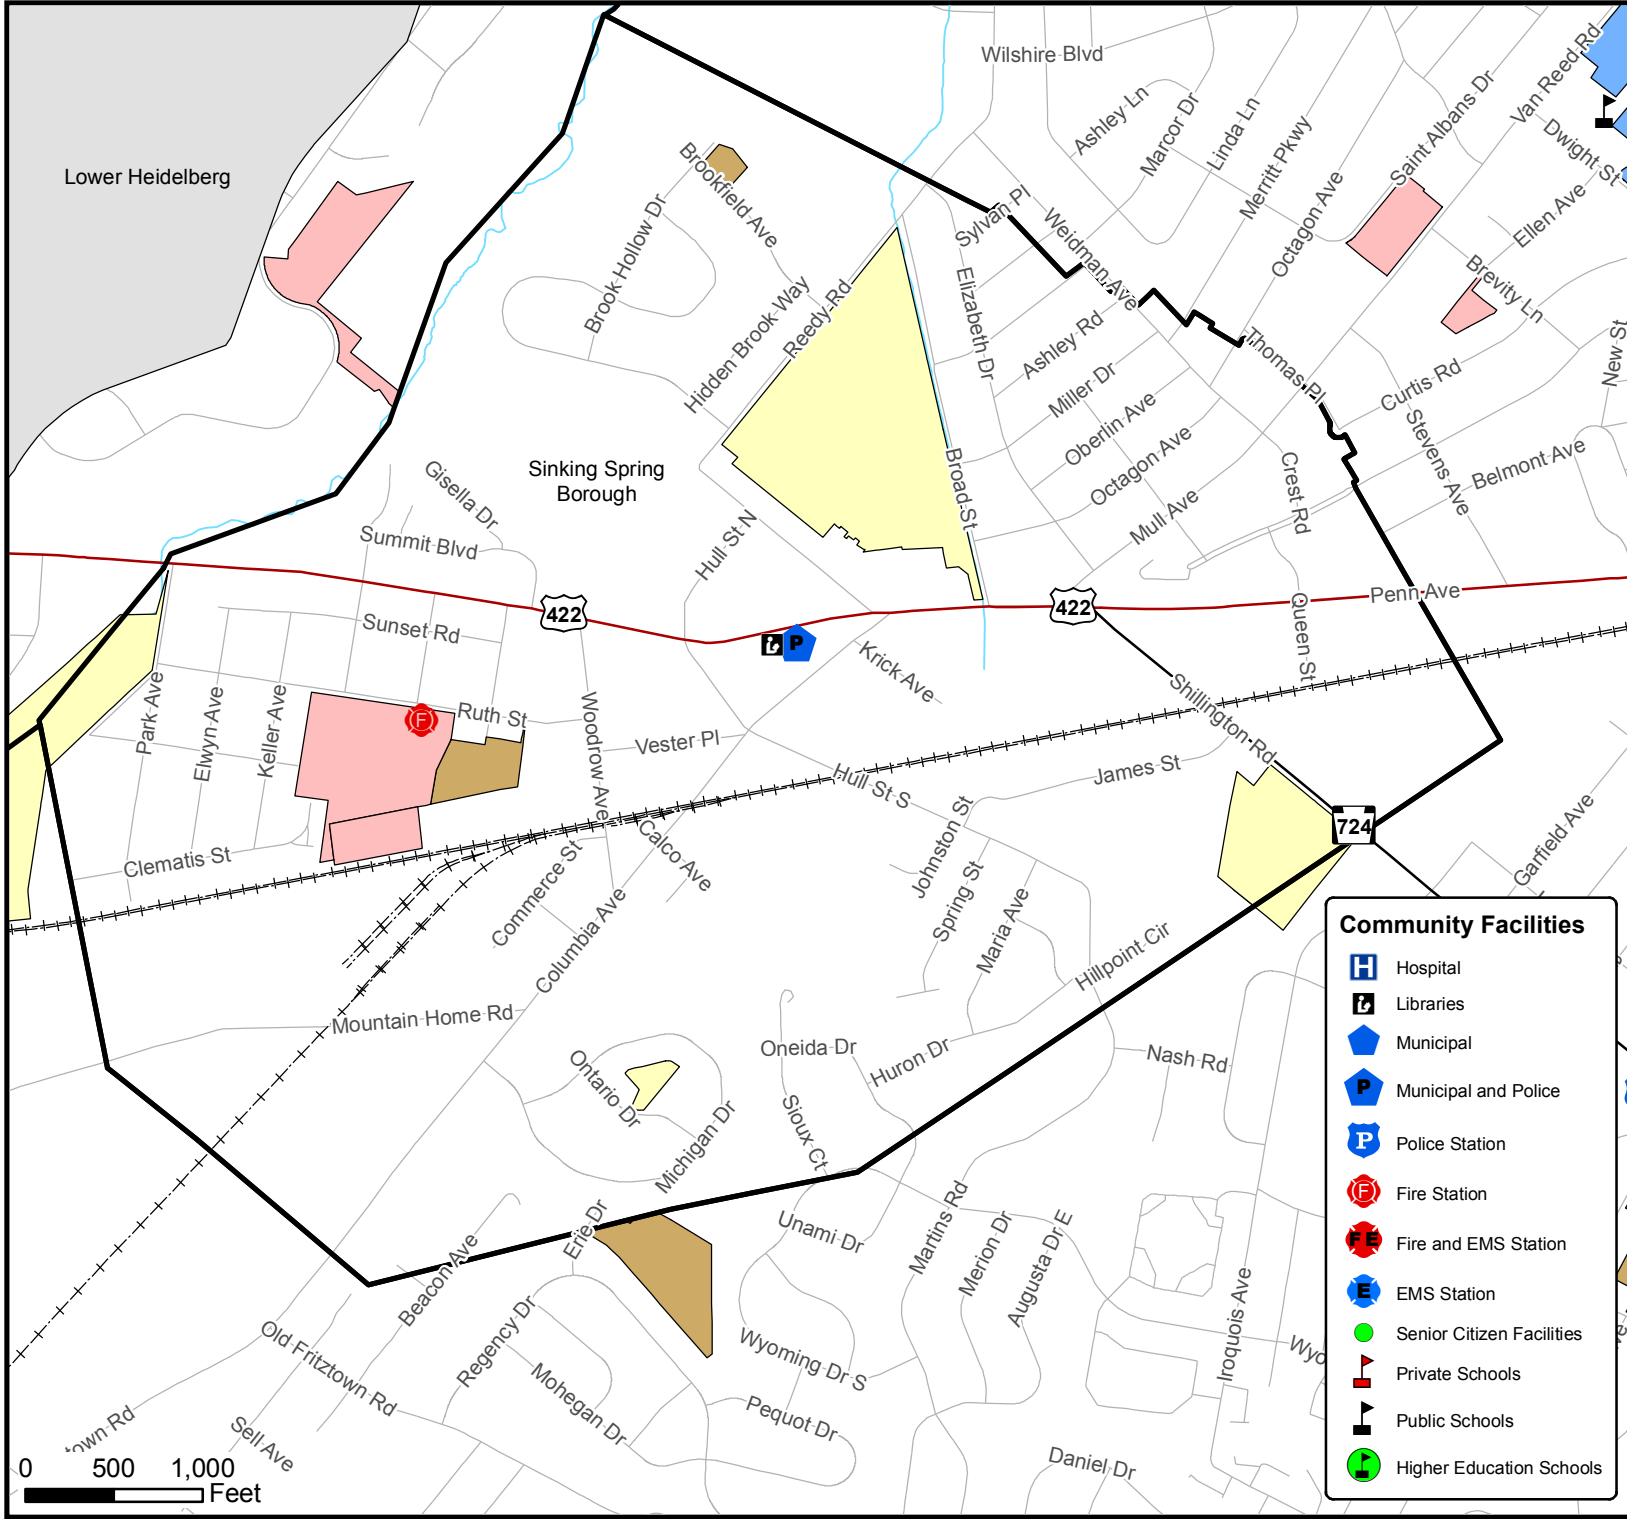 Wilshire Blvd
Ashley Ln
Marcor Dr
Linda Ln
Merritt Pkwy
Octagon Ave
Saint Albans Dr
Van Reed Rd
Dwight St
Ellen Ave
Brevity Ln
New St
Lower Heidelberg
Brookfield Ave
Brook Hollow Dr
Hidden Brook Way
Reedy Rd
Sylvan Pl
Weidman Ave
Elizabeth Dr
Ashley Rd
Miller Dr
Oberlin Ave
Octagon Ave
Mull Ave
Thomas Pl
Curtis Rd
Stevens Ave
Belmont Ave
Crest Rd
Broad St
Sinking Spring
Borough
Gisella Dr
Summit Blvd
Hull St N
422
422
Penn Ave
Queen St
Sunset Rd
P
Krick Ave
Shillington Rd
Park Ave
Elwyn Ave
Keller Ave
F
Ruth St
Woodrow Ave
Vester Pl
Hull St S
James St
724
Garfield Ave
Clematis St
Calco Ave
Commerce St
Columbia Ave
Johnston St
Spring St
Maria Ave
Hillpoint Cir
Mountain Home Rd
Ontario Dr
Michigan Dr
Oneida Dr
Huron Dr
Sioux Ct
Nash Rd
Erie Dr
Beacon Ave
Unami Dr
Martins Rd
Merion Dr
Augusta Dr E
Iroquois Ave
Wyo
Regency Dr
Old Fritztown Rd
Mohegan Dr
Wyoming Dr S
Pequot Dr
Daniel Dr
Sell Ave
town Rd
0 500 1,000
Feet
Community Facilities
H Hospital
Libraries
Municipal
P Municipal and Police
P Police Station
F Fire Station
F E Fire and EMS Station
E EMS Station
Senior Citizen Facilities
Private Schools
Public Schools
Higher Education Schools